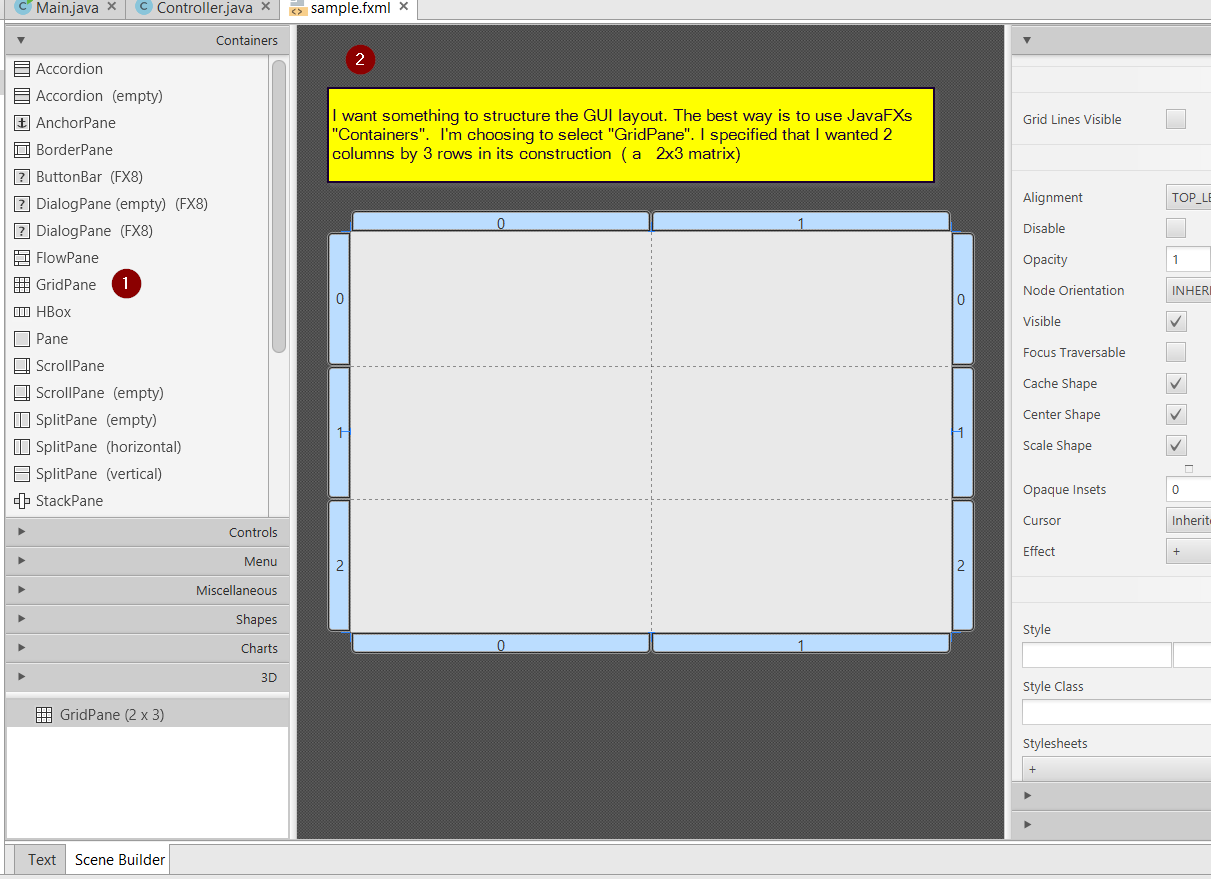 Main.java
Controller.java
sample.fxml
Containers
Accordion
Accordion (empty)
AnchorPane
BorderPane
ButtonBar (FX8)
DialogPane (empty) (FX8)
DialogPane (FX8)
FlowPane
GridPane 1
HBox
Pane
ScrollPane
ScrollPane (empty)
SplitPane (empty)
SplitPane (horizontal)
SplitPane (vertical)
StackPane
Controls
Menu
Miscellaneous
Shapes
Charts
3D
GridPane (2 x 3)
Text
Scene Builder
2
I want something to structure the GUI layout. The best way is to use JavaFXs
"Containers".  I'm choosing to select "GridPane". I specified that I wanted 2
columns by 3 rows in its construction  ( a   2x3 matrix)
0 1
0 0
1 1
2 2
0 1
Grid Lines Visible
Alignment TOP_LE
Disable
Opacity 1
Node Orientation INHERI
Visible
Focus Traversable
Cache Shape
Center Shape
Scale Shape
Opaque Insets 0
Cursor Inherite
Effect +
Style
Style Class
Stylesheets
+